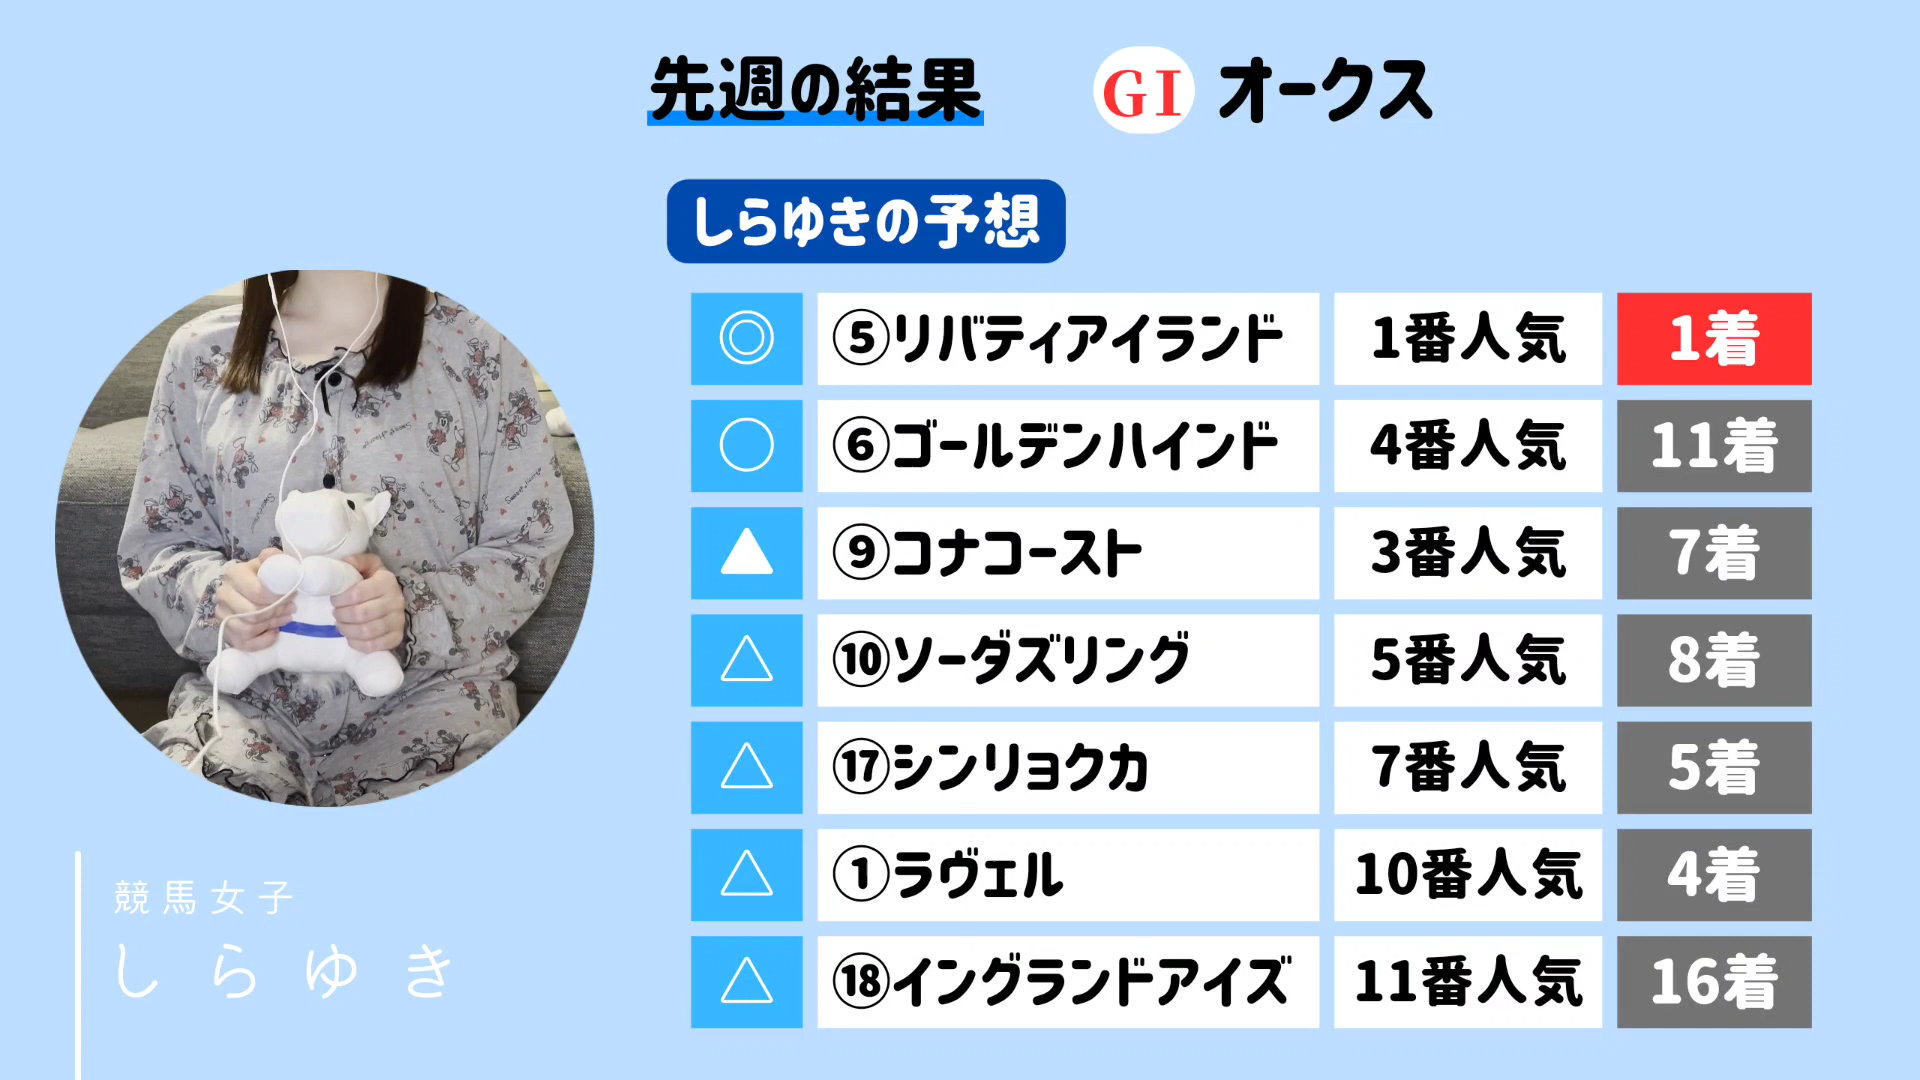 先週の結果 GI オークス
しらゆきの予想
◎ ⑤リバティアイランド 1番人気 1着
○ ⑥ゴールデンハインド 4番人気 11着
▲ ⑨コナコースト 3番人気 7着
△ ⑩ソーダズリング 5番人気 8着
△ ⑰シンリョクカ 7番人気 5着
△ ①ラヴェル 10番人気 4着
△ ⑱イングランドアイズ 11番人気 16着
競馬女子
しらゆき